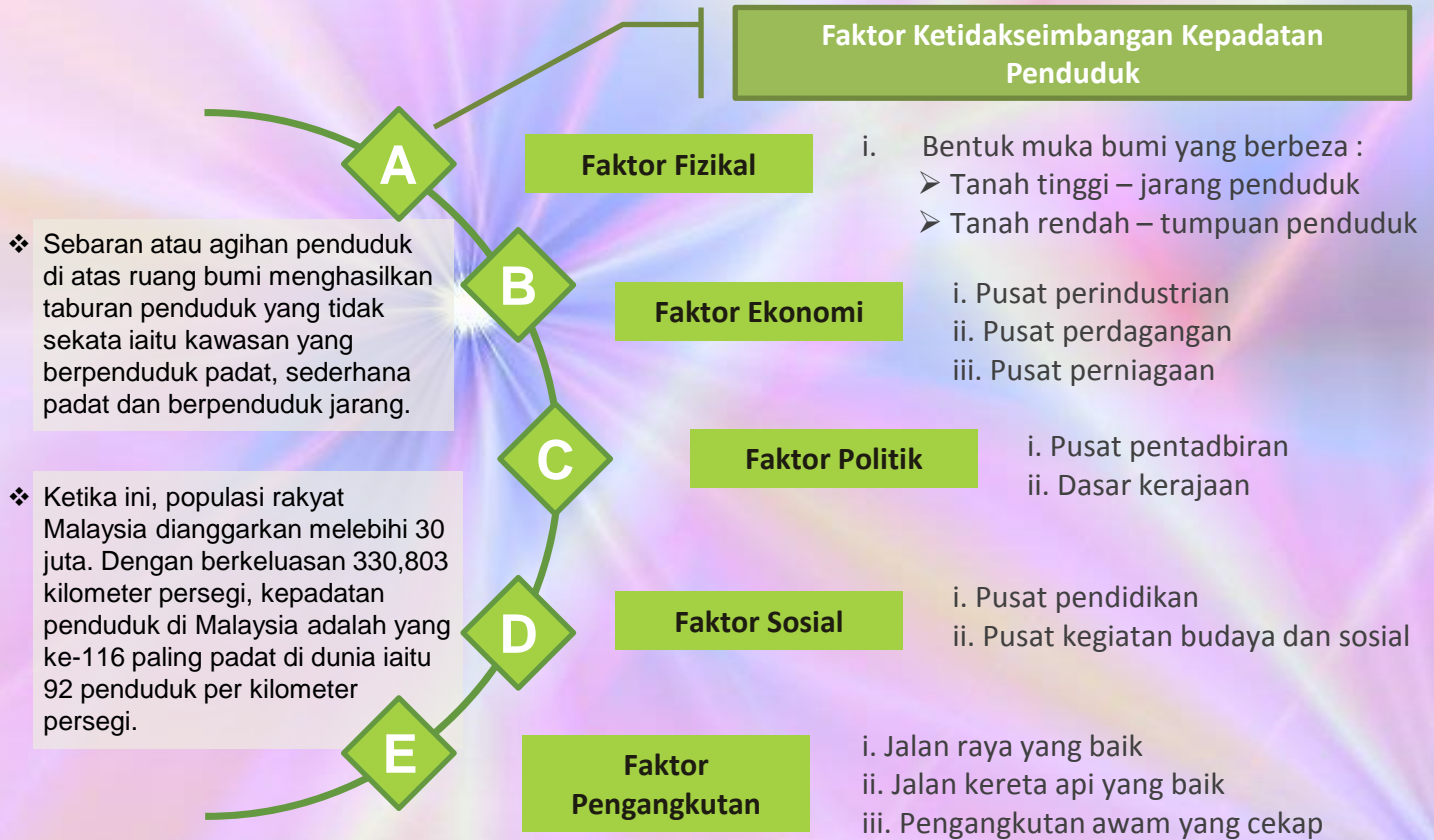 Faktor Ketidakseimbangan Kepadatan
Penduduk
A
Faktor Fizikal
i. Bentuk muka bumi yang berbeza :
➢ Tanah tinggi – jarang penduduk
➢ Tanah rendah – tumpuan penduduk
❖ Sebaran atau agihan penduduk
di atas ruang bumi menghasilkan
taburan penduduk yang tidak
sekata iaitu kawasan yang
berpenduduk padat, sederhana
padat dan berpenduduk jarang.
B
Faktor Ekonomi
i. Pusat perindustrian
ii. Pusat perdagangan
iii. Pusat perniagaan
C
Faktor Politik
i. Pusat pentadbiran
ii. Dasar kerajaan
❖ Ketika ini, populasi rakyat
Malaysia dianggarkan melebihi 30
juta. Dengan berkeluasan 330,803
kilometer persegi, kepadatan
penduduk di Malaysia adalah yang
ke-116 paling padat di dunia iaitu
92 penduduk per kilometer
persegi.
D
Faktor Sosial
i. Pusat pendidikan
ii. Pusat kegiatan budaya dan sosial
E
Faktor
Pengangkutan
i. Jalan raya yang baik
ii. Jalan kereta api yang baik
iii. Pengangkutan awam yang cekap